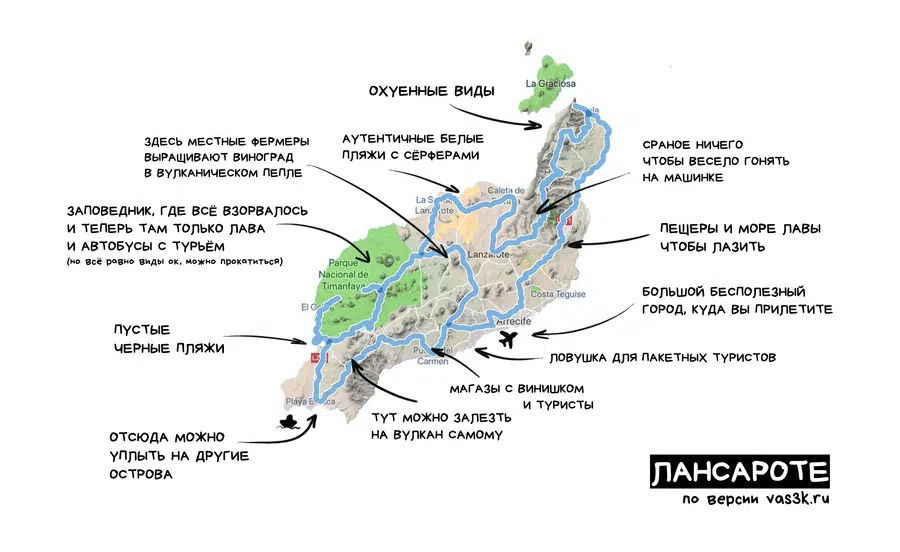 La Graciosa
ОХУЕННЫЕ ВИДЫ
ЗДЕСЬ МЕСТНЫЕ ФЕРМЕРЫ
ВЫРАЩИВАЮТ ВИНОГРАД
В ВУЛКАНИЧЕСКОМ ПЕПЛЕ
АУТЕНТИЧНЫЕ БЕЛЫЕ
ПЛЯЖИ С СЁРФЕРАМИ
СРАНОЕ НИЧЕГО
ЧТОБЫ ВЕСЕЛО ГОНЯТЬ
НА МАШИНКЕ
Caleta de
La
Lanzarote
ЗАПОВЕДНИК, ГДЕ ВСЁ ВЗОРВАЛОСЬ
И ТЕПЕРЬ ТАМ ТОЛЬКО ЛАВА
И АВТОБУСЫ С ТУРЬЁМ
(но всё равно виды ок, можно прокатиться)
ПЕЩЕРЫ И МОРЕ ЛАВЫ
ЧТОБЫ ЛАЗИТЬ
Lanzarote
Parque
Nacional de
Timanfaya
El
Costa Teguise
БОЛЬШОЙ БЕСПОЛЕЗНЫЙ
ГОРОД, КУДА ВЫ ПРИЛЕТИТЕ
Arrecife
ПУСТЫЕ
ЧЕРНЫЕ ПЛЯЖИ
del
Carmen
ЛОВУШКА ДЛЯ ПАКЕТНЫХ ТУРИСТОВ
МАГАЗЫ С ВИНИШКОМ
И ТУРИСТЫ
Playa
ТУТ МОЖНО ЗАЛЕЗТЬ
НА ВУЛКАН САМОМУ
ОТСЮДА МОЖНО
УПЛЫТЬ НА ДРУГИЕ
ОСТРОВА
ЛАНСАРОТЕ
по версии vas3k.ru